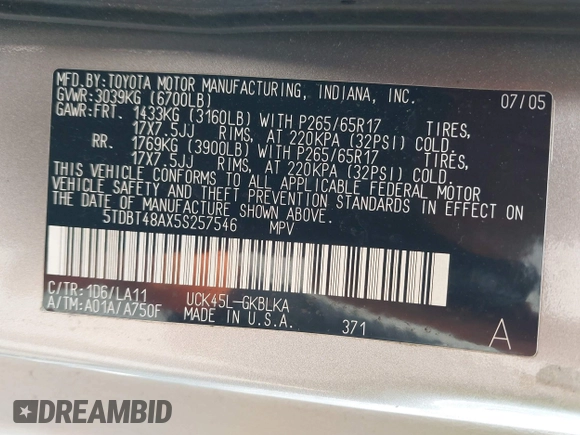 MFD.BY:TOYOTA MOTOR MANUFACTURING, INDIANA, INC. 07/05
GVWR:3039KG (6700LB)
GAWR:FRT. 1433KG (3160LB) WITH P265/65R17 TIRES,
17X7.5JJ RIMS, AT 220KPA (32PSI) COLD.
RR. 1769KG (3900LB) WITH P265/65R17 TIRES,
17X7.5JJ RIMS, AT 220KPA (32PSI) COLD.
THIS VEHICLE CONFORMS TO ALL APPLICABLE FEDERAL MOTOR
VEHICLE SAFETY AND THEFT PREVENTION STANDARDS IN EFFECT ON
THE DATE OF MANUFACTURE SHOWN ABOVE.
5TDBT48AX5S257546 MPV
C/TR:1D6/LA11 UCK45L-GKBLKA
A/TM:A01A/A750F MADE IN U.S.A. 371 A
DREAMBID